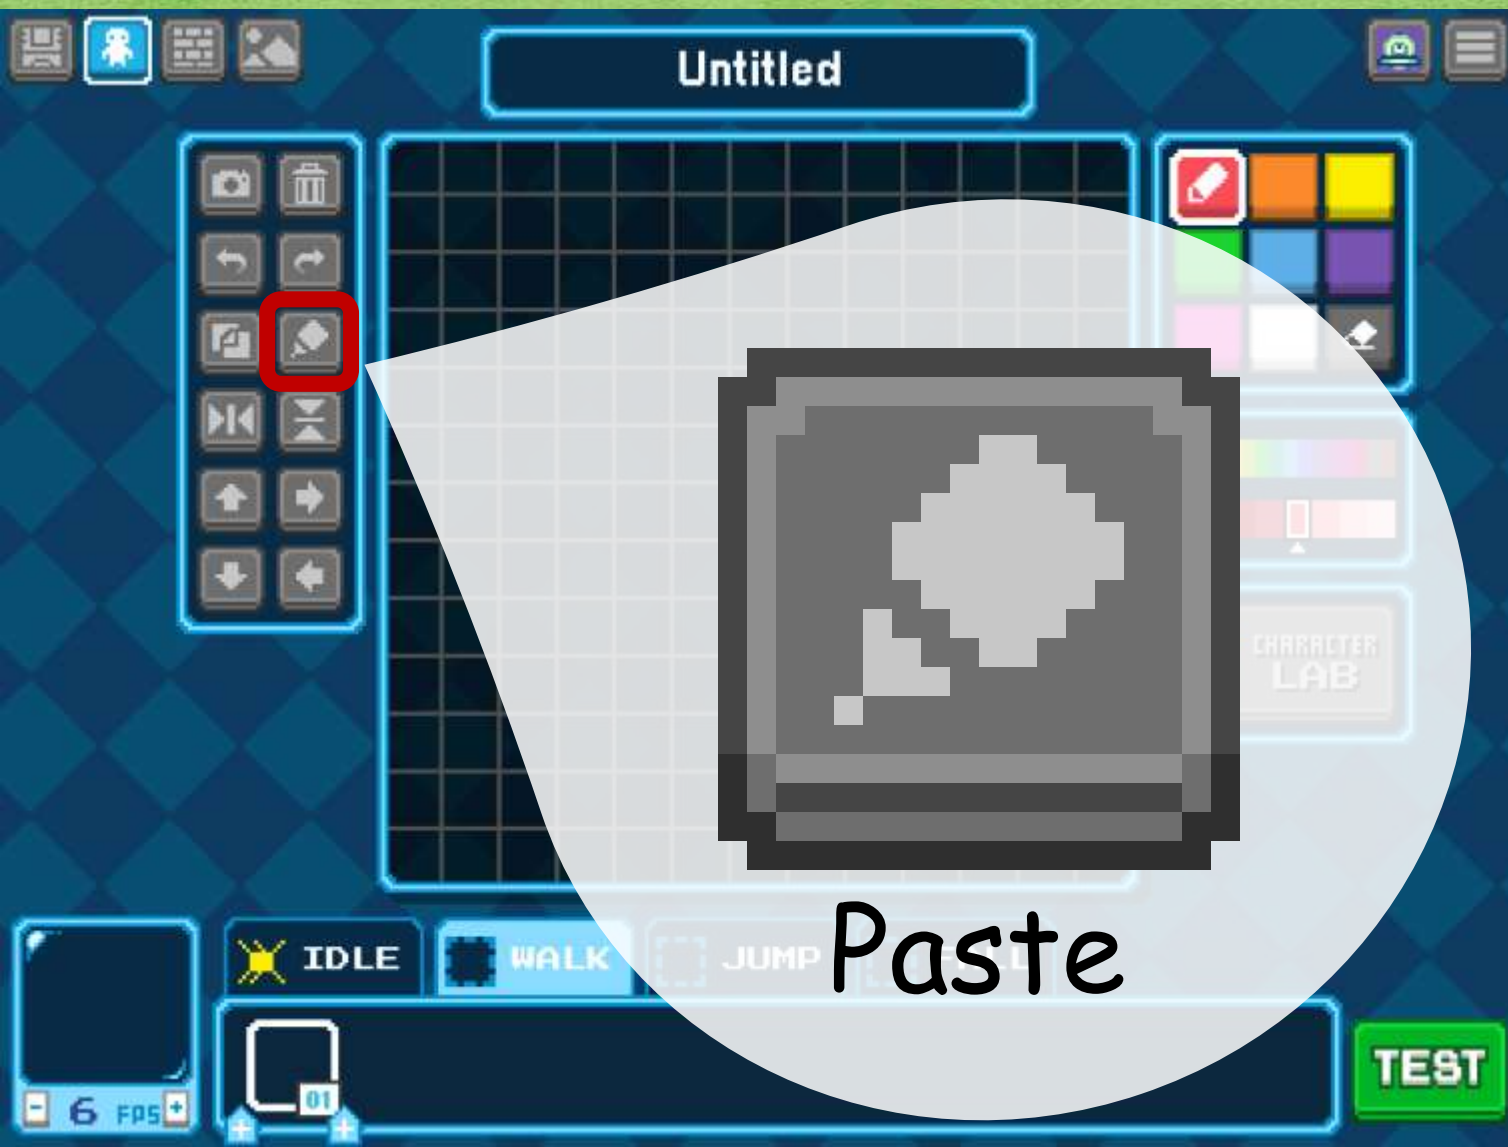 Untitled
CHARACTER
LAB
IDLE
WALK
JUMP
Paste
01
6 FPS
TEST